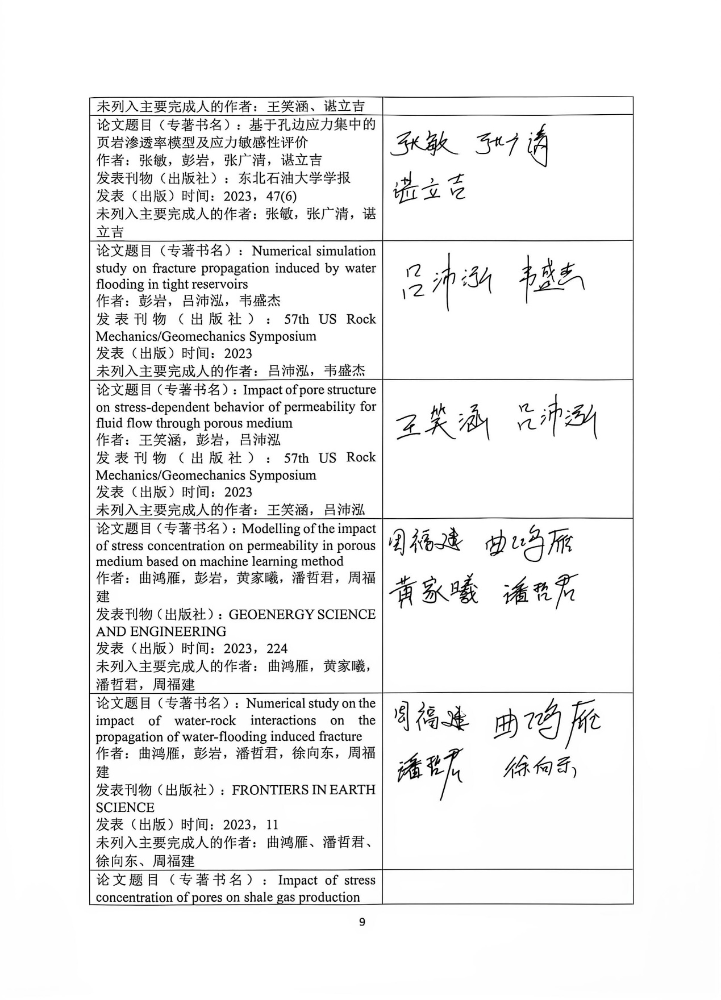 未列入主要完成人的作者：王笑涵、谌立吉
论文题目（专著书名）：基于孔边应力集中的
页岩渗透率模型及应力敏感性评价
作者：张敏，彭岩，张广清，谌立吉
发表刊物（出版社）：东北石油大学学报
发表（出版）时间：2023，47(6)
未列入主要完成人的作者：张敏，张广清，谌
立吉
张敏 张广清
谌立吉
论文题目（专著书名）：Numerical simulation
study on fracture propagation induced by water
flooding in tight reservoirs
作者：彭岩，吕沛泓，韦盛杰
发表刊物（出版社）：57th US Rock
Mechanics/Geomechanics Symposium
发表（出版）时间：2023
未列入主要完成人的作者：吕沛泓，韦盛杰
吕沛泓 韦盛杰
论文题目（专著书名）：Impact of pore structure
on stress-dependent behavior of permeability for
fluid flow through porous medium
作者：王笑涵，彭岩，吕沛泓
发表刊物（出版社）：57th US Rock
Mechanics/Geomechanics Symposium
发表（出版）时间：2023
未列入主要完成人的作者：王笑涵，吕沛泓
王笑涵 吕沛泓
论文题目（专著书名）：Modelling of the impact
of stress concentration on permeability in porous
medium based on machine learning method
作者：曲鸿雁，彭岩，黄家曦，潘哲君，周福
建
发表刊物（出版社）：GEOENERGY SCIENCE
AND ENGINEERING
发表（出版）时间：2023，224
未列入主要完成人的作者：曲鸿雁，黄家曦，
潘哲君，周福建
周福建 曲鸿雁
黄家曦 潘哲君
论文题目（专著书名）：Numerical study on the
impact of water-rock interactions on the
propagation of water-flooding induced fracture
作者：曲鸿雁，彭岩，潘哲君，徐向东，周福
建
发表刊物（出版社）：FRONTIERS IN EARTH
SCIENCE
发表（出版）时间：2023，11
未列入主要完成人的作者：曲鸿雁、潘哲君、
徐向东、周福建
周福建 曲鸿雁
潘哲君 徐向东
论文题目（专著书名）：Impact of stress
concentration of pores on shale gas production
9